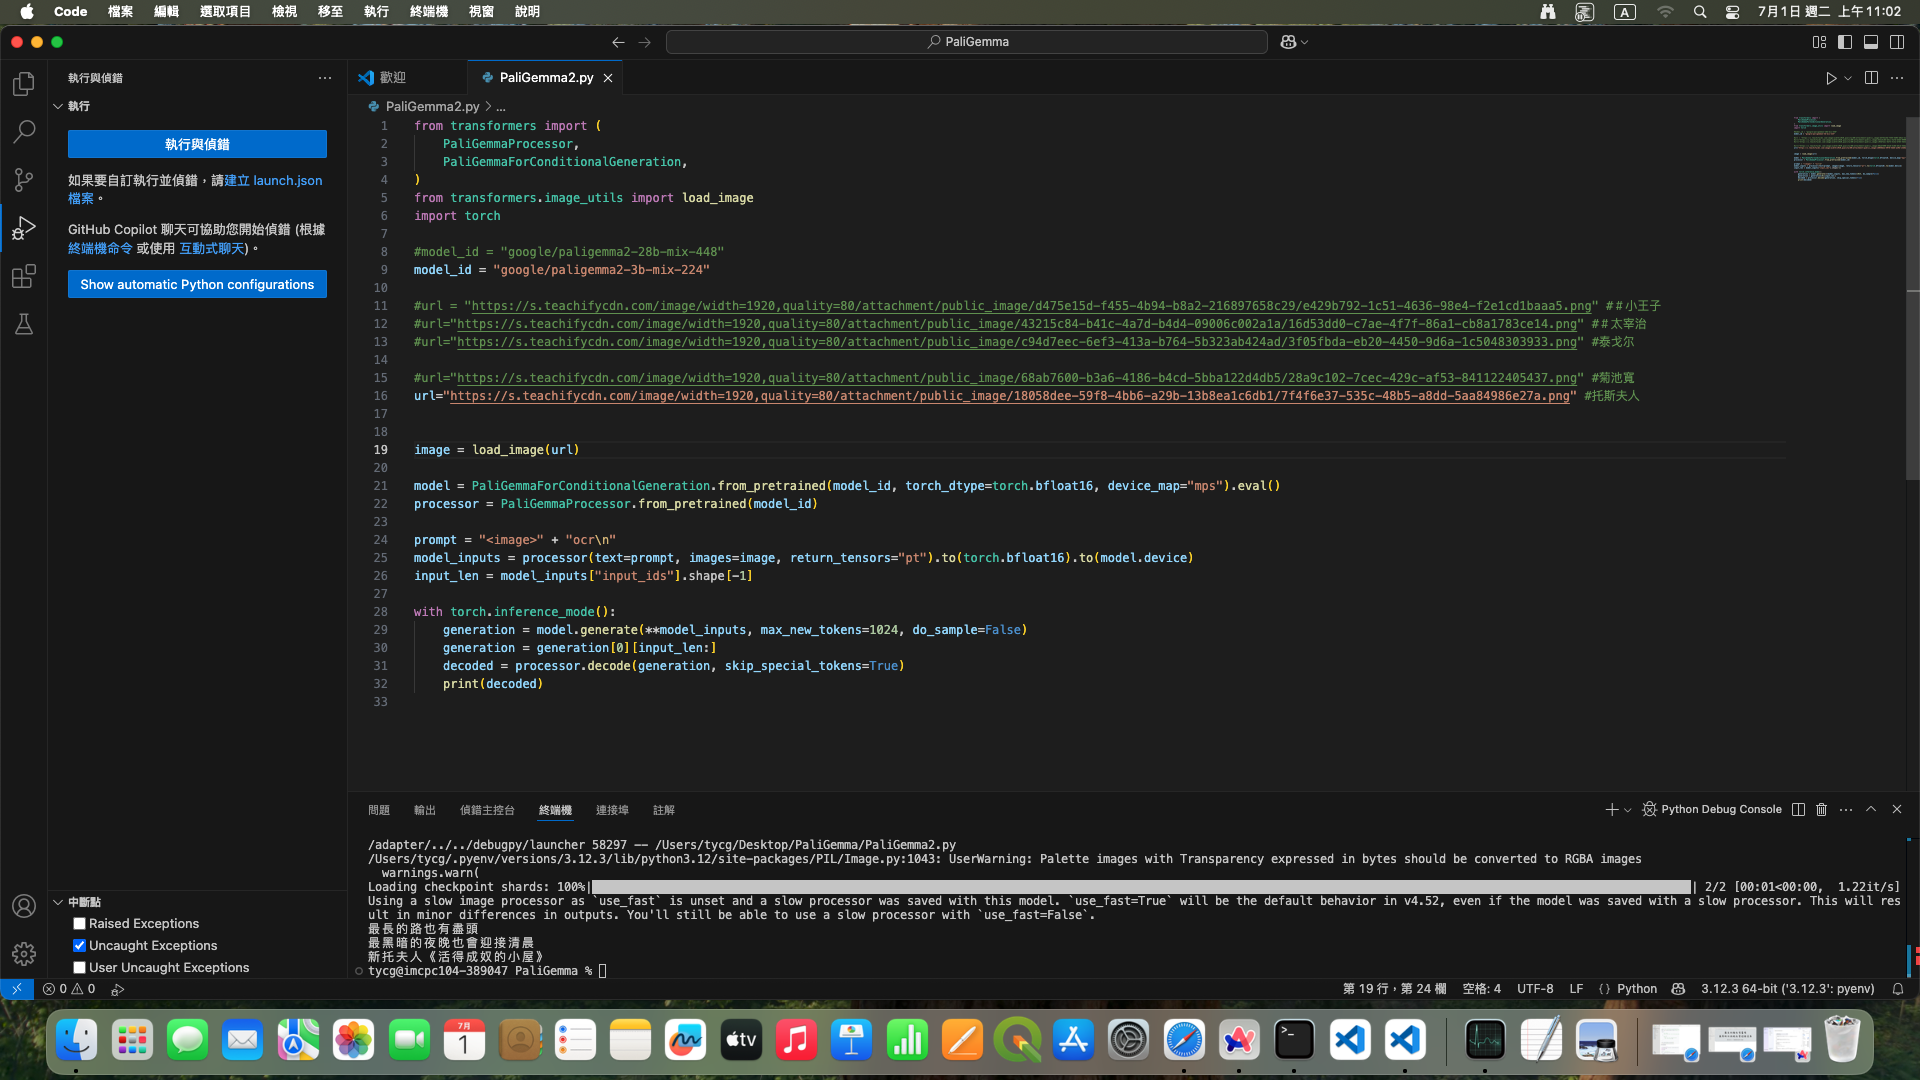 Code 檔案 編輯 選取項目 檢視 移至 執行 終端機 視窗 說明
A 7月1日 週二 上午11:02
PaliGemma
執行與偵錯
歡迎
PaliGemma2.py
執行
PaliGemma2.py > ...
執行與偵錯
如果要自訂執行並偵錯，請建立 launch.json
檔案。
GitHub Copilot 聊天可協助您開始偵錯 (根據
終端機命令 或使用 互動式聊天)。
Show automatic Python configurations
1 from transformers import (
2 PaliGemmaProcessor,
3 PaliGemmaForConditionalGeneration,
4 )
5 from transformers.image_utils import load_image
6 import torch
7
8 #model_id = "google/paligemma2-28b-mix-448"
9 model_id = "google/paligemma2-3b-mix-224"
10
11 #url = "https://s.teachifycdn.com/image/width=1920,quality=80/attachment/public_image/d475e15d-f455-4b94-b8a2-216897658c29/e429b792-1c51-4636-98e4-f2e1cd1baaa5.png" #＃小王子
12 #url="https://s.teachifycdn.com/image/width=1920,quality=80/attachment/public_image/43215c84-b41c-4a7d-b4d4-09006c002a1a/16d53dd0-c7ae-4f7f-86a1-cb8a1783ce14.png" #＃太宰治
13 #url="https://s.teachifycdn.com/image/width=1920,quality=80/attachment/public_image/c94d7eec-6ef3-413a-b764-5b323ab424ad/3f05fbda-eb20-4450-9d6a-1c5048303933.png" #泰戈尔
14
15 #url="https://s.teachifycdn.com/image/width=1920,quality=80/attachment/public_image/68ab7600-b3a6-4186-b4cd-5bba122d4db5/28a9c102-7cec-429c-af53-841122405437.png" #菊池寬
16 url="https://s.teachifycdn.com/image/width=1920,quality=80/attachment/public_image/18058dee-59f8-4bb6-a29b-13b8ea1c6db1/7f4f6e37-535c-48b5-a8dd-5aa84986e27a.png" #托斯夫人
17
18
19 image = load_image(url)
20
21 model = PaliGemmaForConditionalGeneration.from_pretrained(model_id, torch_dtype=torch.bfloat16, device_map="mps").eval()
22 processor = PaliGemmaProcessor.from_pretrained(model_id)
23
24 prompt = "<image>" + "ocr\n"
25 model_inputs = processor(text=prompt, images=image, return_tensors="pt").to(torch.bfloat16).to(model.device)
26 input_len = model_inputs["input_ids"].shape[-1]
27
28 with torch.inference_mode():
29 generation = model.generate(**model_inputs, max_new_tokens=1024, do_sample=False)
30 generation = generation[0][input_len:]
31 decoded = processor.decode(generation, skip_special_tokens=True)
32 print(decoded)
33
問題 輸出 偵錯主控台 終端機 連接埠 註解
Python Debug Console
/adapter/../../debugpy/launcher 58297 -- /Users/tycg/Desktop/PaliGemma/PaliGemma2.py
/Users/tycg/.pyenv/versions/3.12.3/lib/python3.12/site-packages/PIL/Image.py:1043: UserWarning: Palette images with Transparency expressed in bytes should be converted to RGBA images
warnings.warn(
Loading checkpoint shards: 100%| | 2/2 [00:01<00:00, 1.22it/s]
Using a slow image processor as `use_fast` is unset and a slow processor was saved with this model. `use_fast=True` will be the default behavior in v4.52, even if the model was saved with a slow processor. This will res
ult in minor differences in outputs. You'll still be able to use a slow processor with `use_fast=False`.
最長的路也有盡頭
最黑暗的夜晚也會迎接清晨
新托夫人《活得成奴的小屋》
tycg@imcpc104-389047 PaliGemma %
中斷點
Raised Exceptions
Uncaught Exceptions
User Uncaught Exceptions
0 0
第 19 行，第 24 欄 空格: 4 UTF-8 LF Python 3.12.3 64-bit ('3.12.3': pyenv)
7月
1
tv